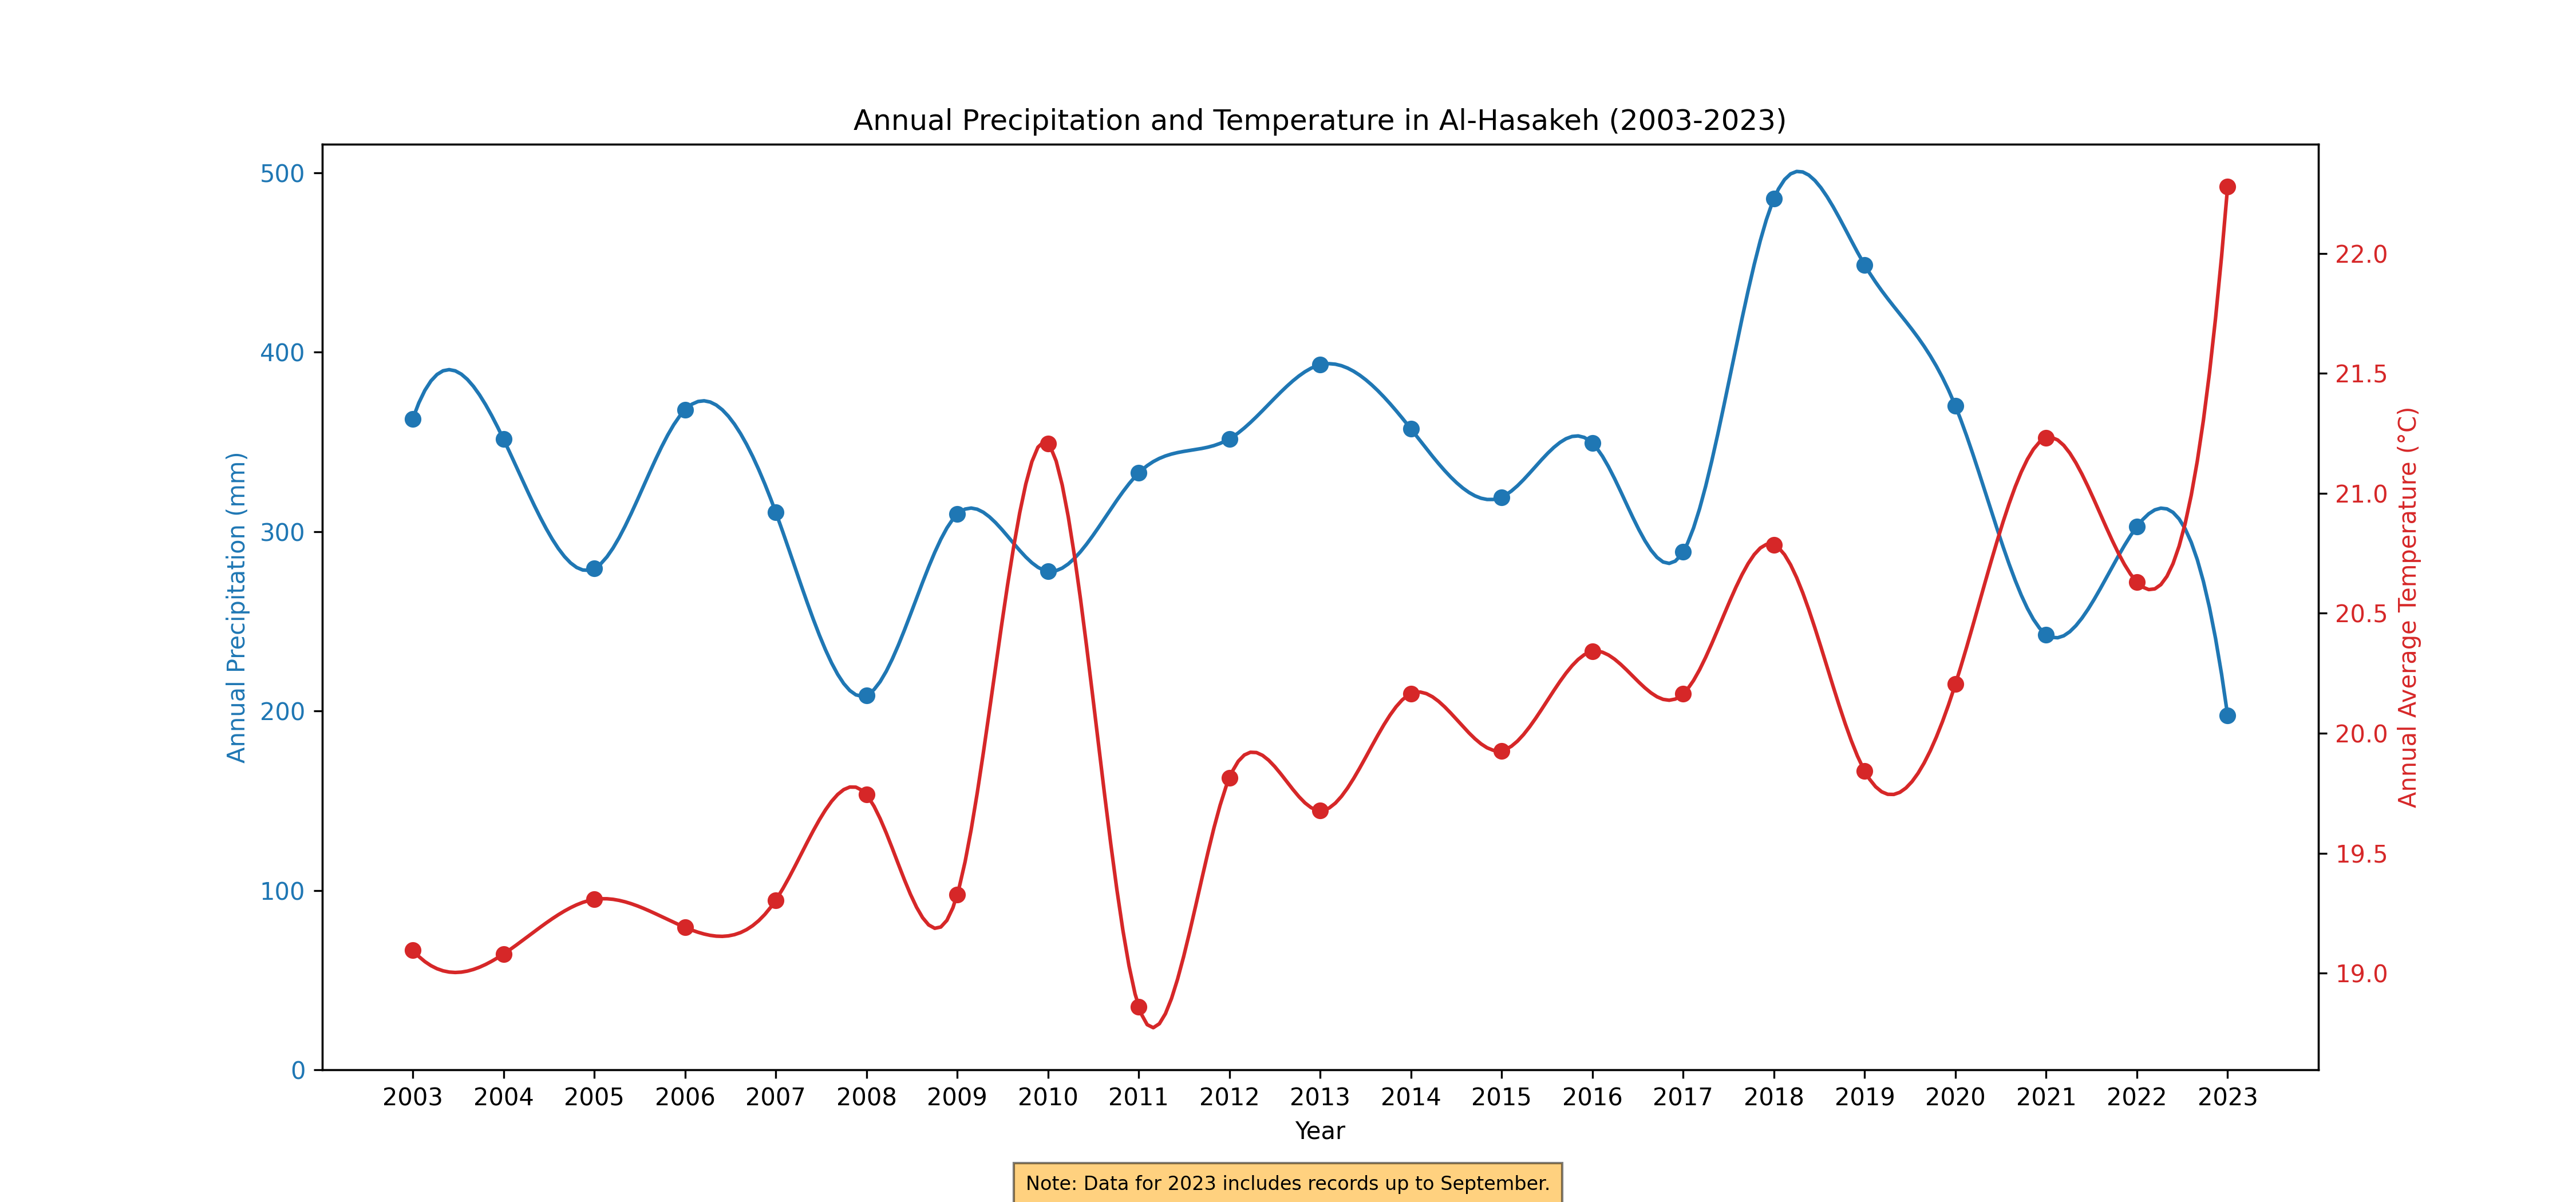 Annual Precipitation and Temperature in Al-Hasakeh (2003-2023)
Annual Precipitation (mm)
500
400
300
200
100
0
22.0
21.5
21.0
20.5
20.0
19.5
19.0
Annual Average Temperature (°C)
2003 2004 2005 2006 2007 2008 2009 2010 2011 2012 2013 2014 2015 2016 2017 2018 2019 2020 2021 2022 2023
Year
Note: Data for 2023 includes records up to September.